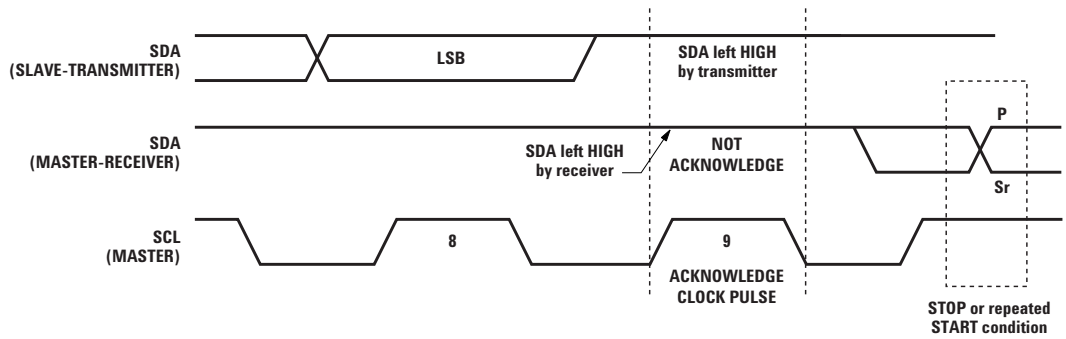 SDA
(SLAVE-TRANSMITTER)
LSB
SDA left HIGH
by transmitter
SDA
(MASTER-RECEIVER)
SDA left HIGH
by receiver
NOT
ACKNOWLEDGE
P
Sr
SCL
(MASTER)
8
9
ACKNOWLEDGE
CLOCK PULSE
STOP or repeated
START condition